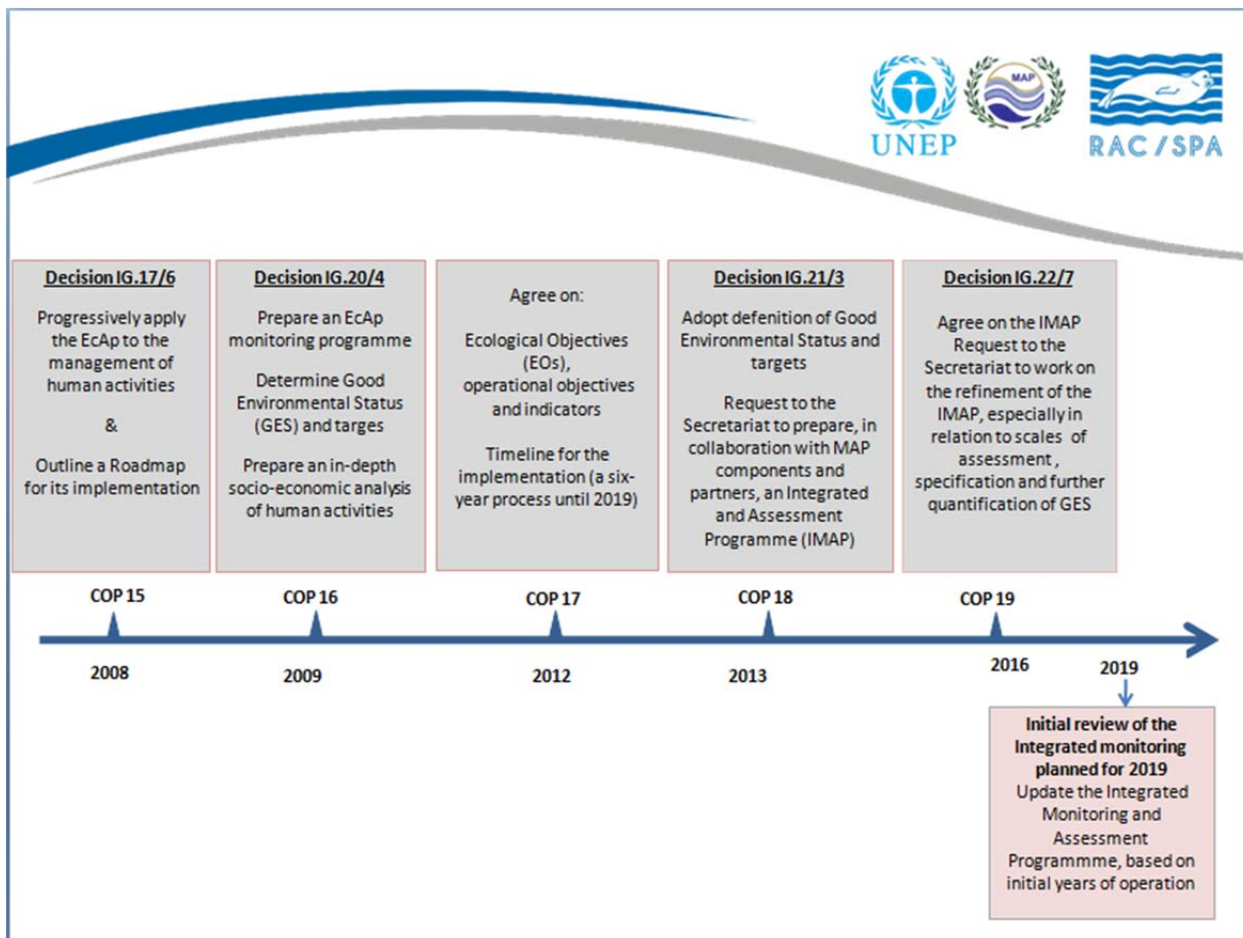 UNEP
MAP
RAC/SPA
Decision IG.17/6
Progressively apply
the EcAp to the
management of
human activities
&
Outline a Roadmap
for its implementation
Decision IG.20/4
Prepare an EcAp
monitoring programme
Determine Good
Environmental Status
(GES) and targes
Prepare an in-depth
socio-economic analysis
of human activities
Agree on:
Ecological Objectives
(EOs),
operational objectives
and indicators
Timeline for the
implementation (a six-
year process until 2019)
Decision IG.21/3
Adopt defenition of Good
Environmental Status and
targets
Request to the
Secretariat to prepare, in
collaboration with MAP
components and
partners, an Integrated
and Assessment
Programme (IMAP)
Decision IG.22/7
Agree on the IMAP
Request to the
Secretariat to work on
the refinement of the
IMAP, especially in
relation to scales of
assessment ,
specification and further
quantification of GES
COP 15
COP 16
COP 17
COP 18
COP 19
2008
2009
2012
2013
2016
2019
Initial review of the
Integrated monitoring
planned for 2019
Update the Integrated
Monitoring and
Assessment
Programmme, based on
initial years of operation